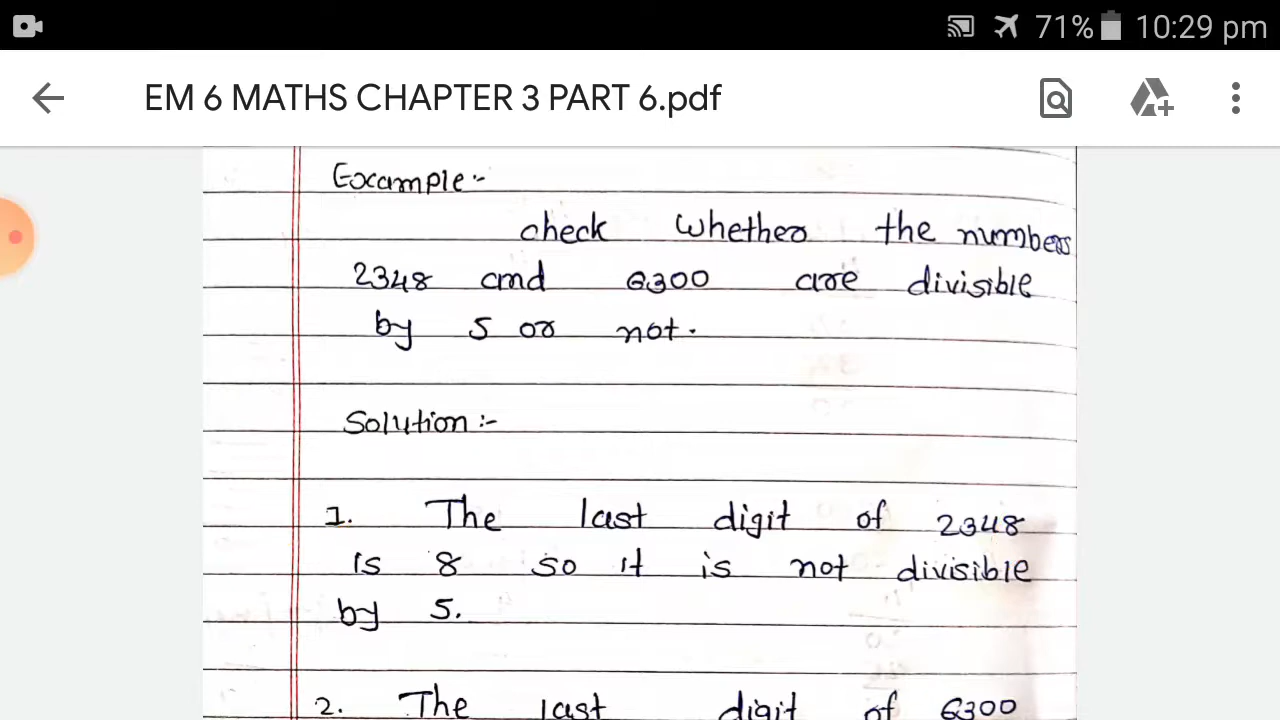 71% 10:29 pm
EM 6 MATHS CHAPTER 3 PART 6.pdf
Example :-
check whether the numbers
2348 and 6300 are divisible
by 5 or not.
Solution :-
1. The last digit of 2348
is 8 so it is not divisible
by 5.
2. The last digit of 6300